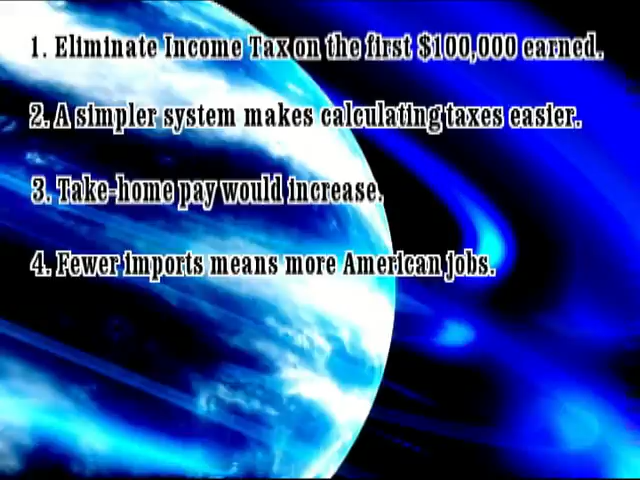 1. Eliminate Income Tax on the first $100,000 earned.
2. A simpler system makes calculating taxes easier.
3. Take-home pay would increase.
4. Fewer imports means more American jobs.